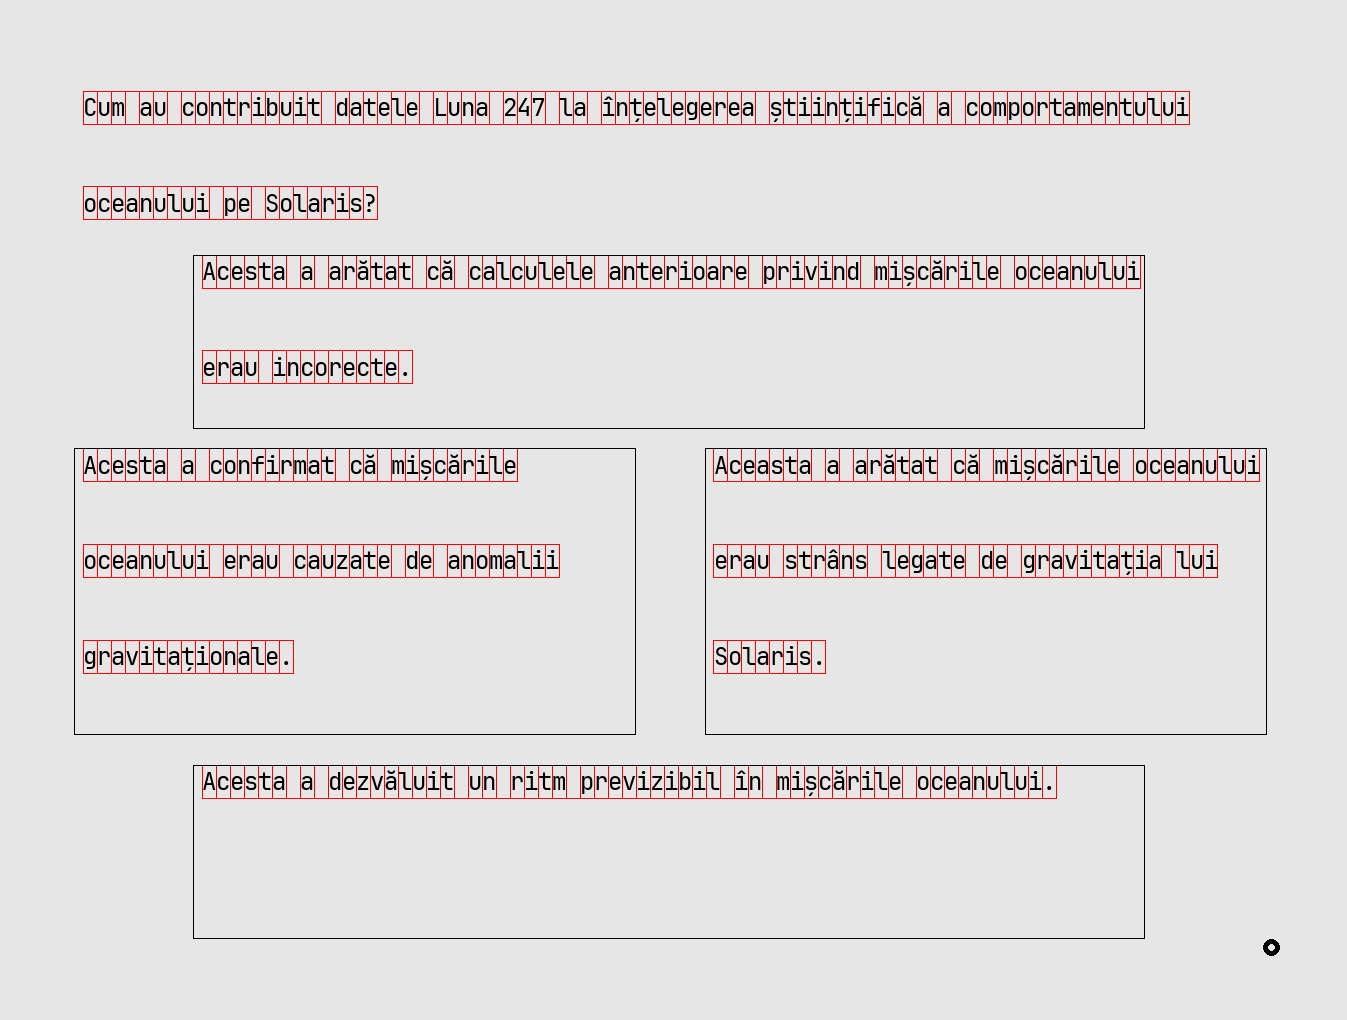 Cum au contribuit datele Luna 247 la înțelegerea științifică a comportamentului
oceanului pe Solaris?
Acesta a arătat că calculele anterioare privind mișcările oceanului
erau incorecte.
Acesta a confirmat că mișcările
oceanului erau cauzate de anomalii
gravitaționale.
Aceasta a arătat că mișcările oceanului
erau strâns legate de gravitația lui
Solaris.
Acesta a dezvăluit un ritm previzibil în mișcările oceanului.